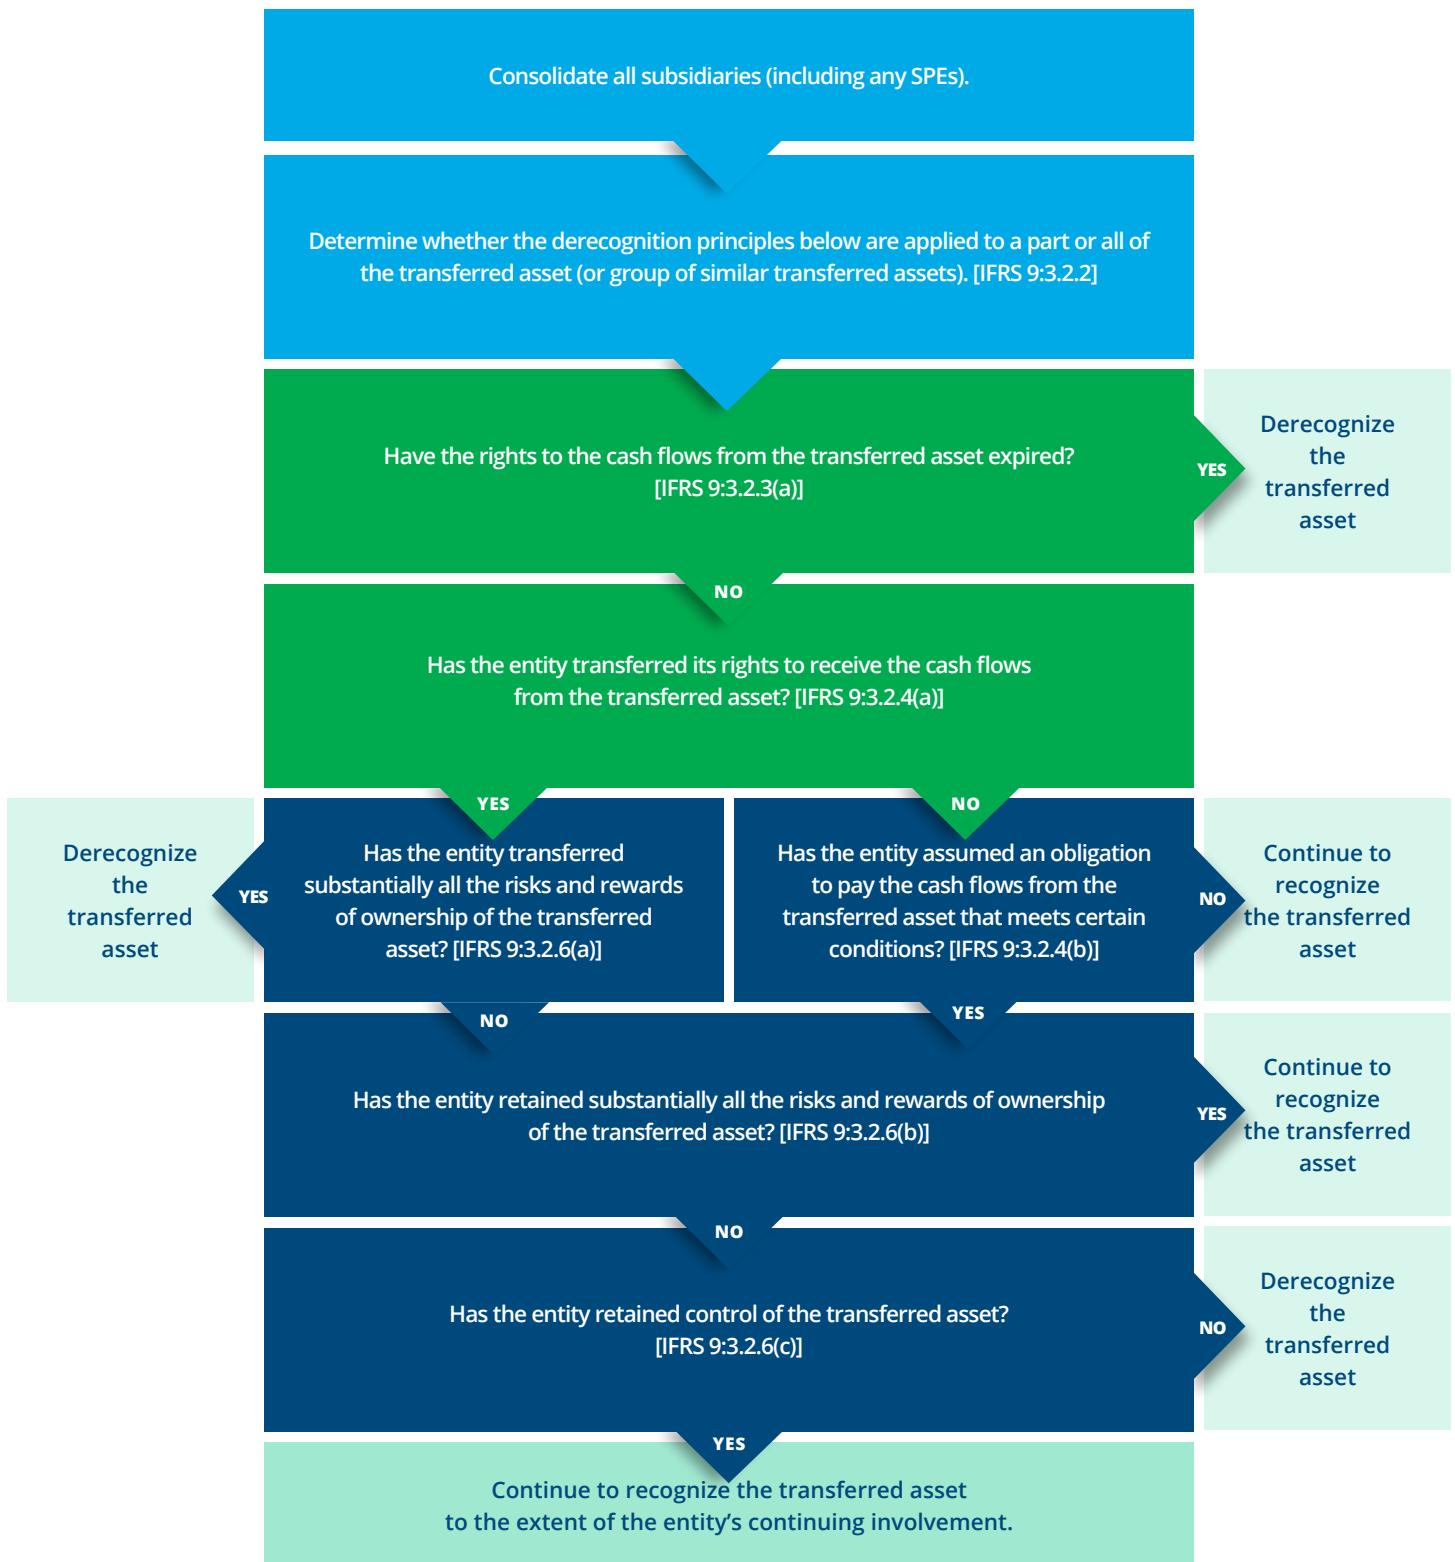 Consolidate all subsidiaries (including any SPEs).
Determine whether the derecognition principles below are applied to a part or all of
the transferred asset (or group of similar transferred assets). [IFRS 9:3.2.2]
Have the rights to the cash flows from the transferred asset expired?
[IFRS 9:3.2.3(a)]
YES
Derecognize
the
transferred
asset
NO
Has the entity transferred its rights to receive the cash flows
from the transferred asset? [IFRS 9:3.2.4(a)]
YES
NO
Derecognize
the
transferred
asset
YES
Has the entity transferred
substantially all the risks and rewards
of ownership of the transferred
asset? [IFRS 9:3.2.6(a)]
Has the entity assumed an obligation
to pay the cash flows from the
transferred asset that meets certain
conditions? [IFRS 9:3.2.4(b)]
NO
Continue to
recognize
the transferred
asset
NO
YES
Has the entity retained substantially all the risks and rewards of ownership
of the transferred asset? [IFRS 9:3.2.6(b)]
YES
Continue to
recognize
the transferred
asset
NO
Has the entity retained control of the transferred asset?
[IFRS 9:3.2.6(c)]
NO
Derecognize
the
transferred
asset
YES
Continue to recognize the transferred asset
to the extent of the entity’s continuing involvement.